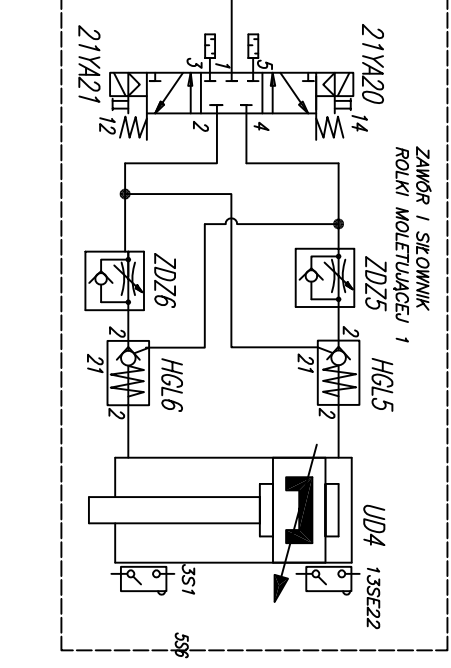 21YA21
21YA20
3
1
5
12
2
4
14
ZAWÓR I SIŁOWNIK
ROLKI MOLETUJĄCEJ 1
ZDZ6
ZDZ5
2
2
21
HGL6
21
HGL5
2
2
UD4
3S1
13SE22
5S6